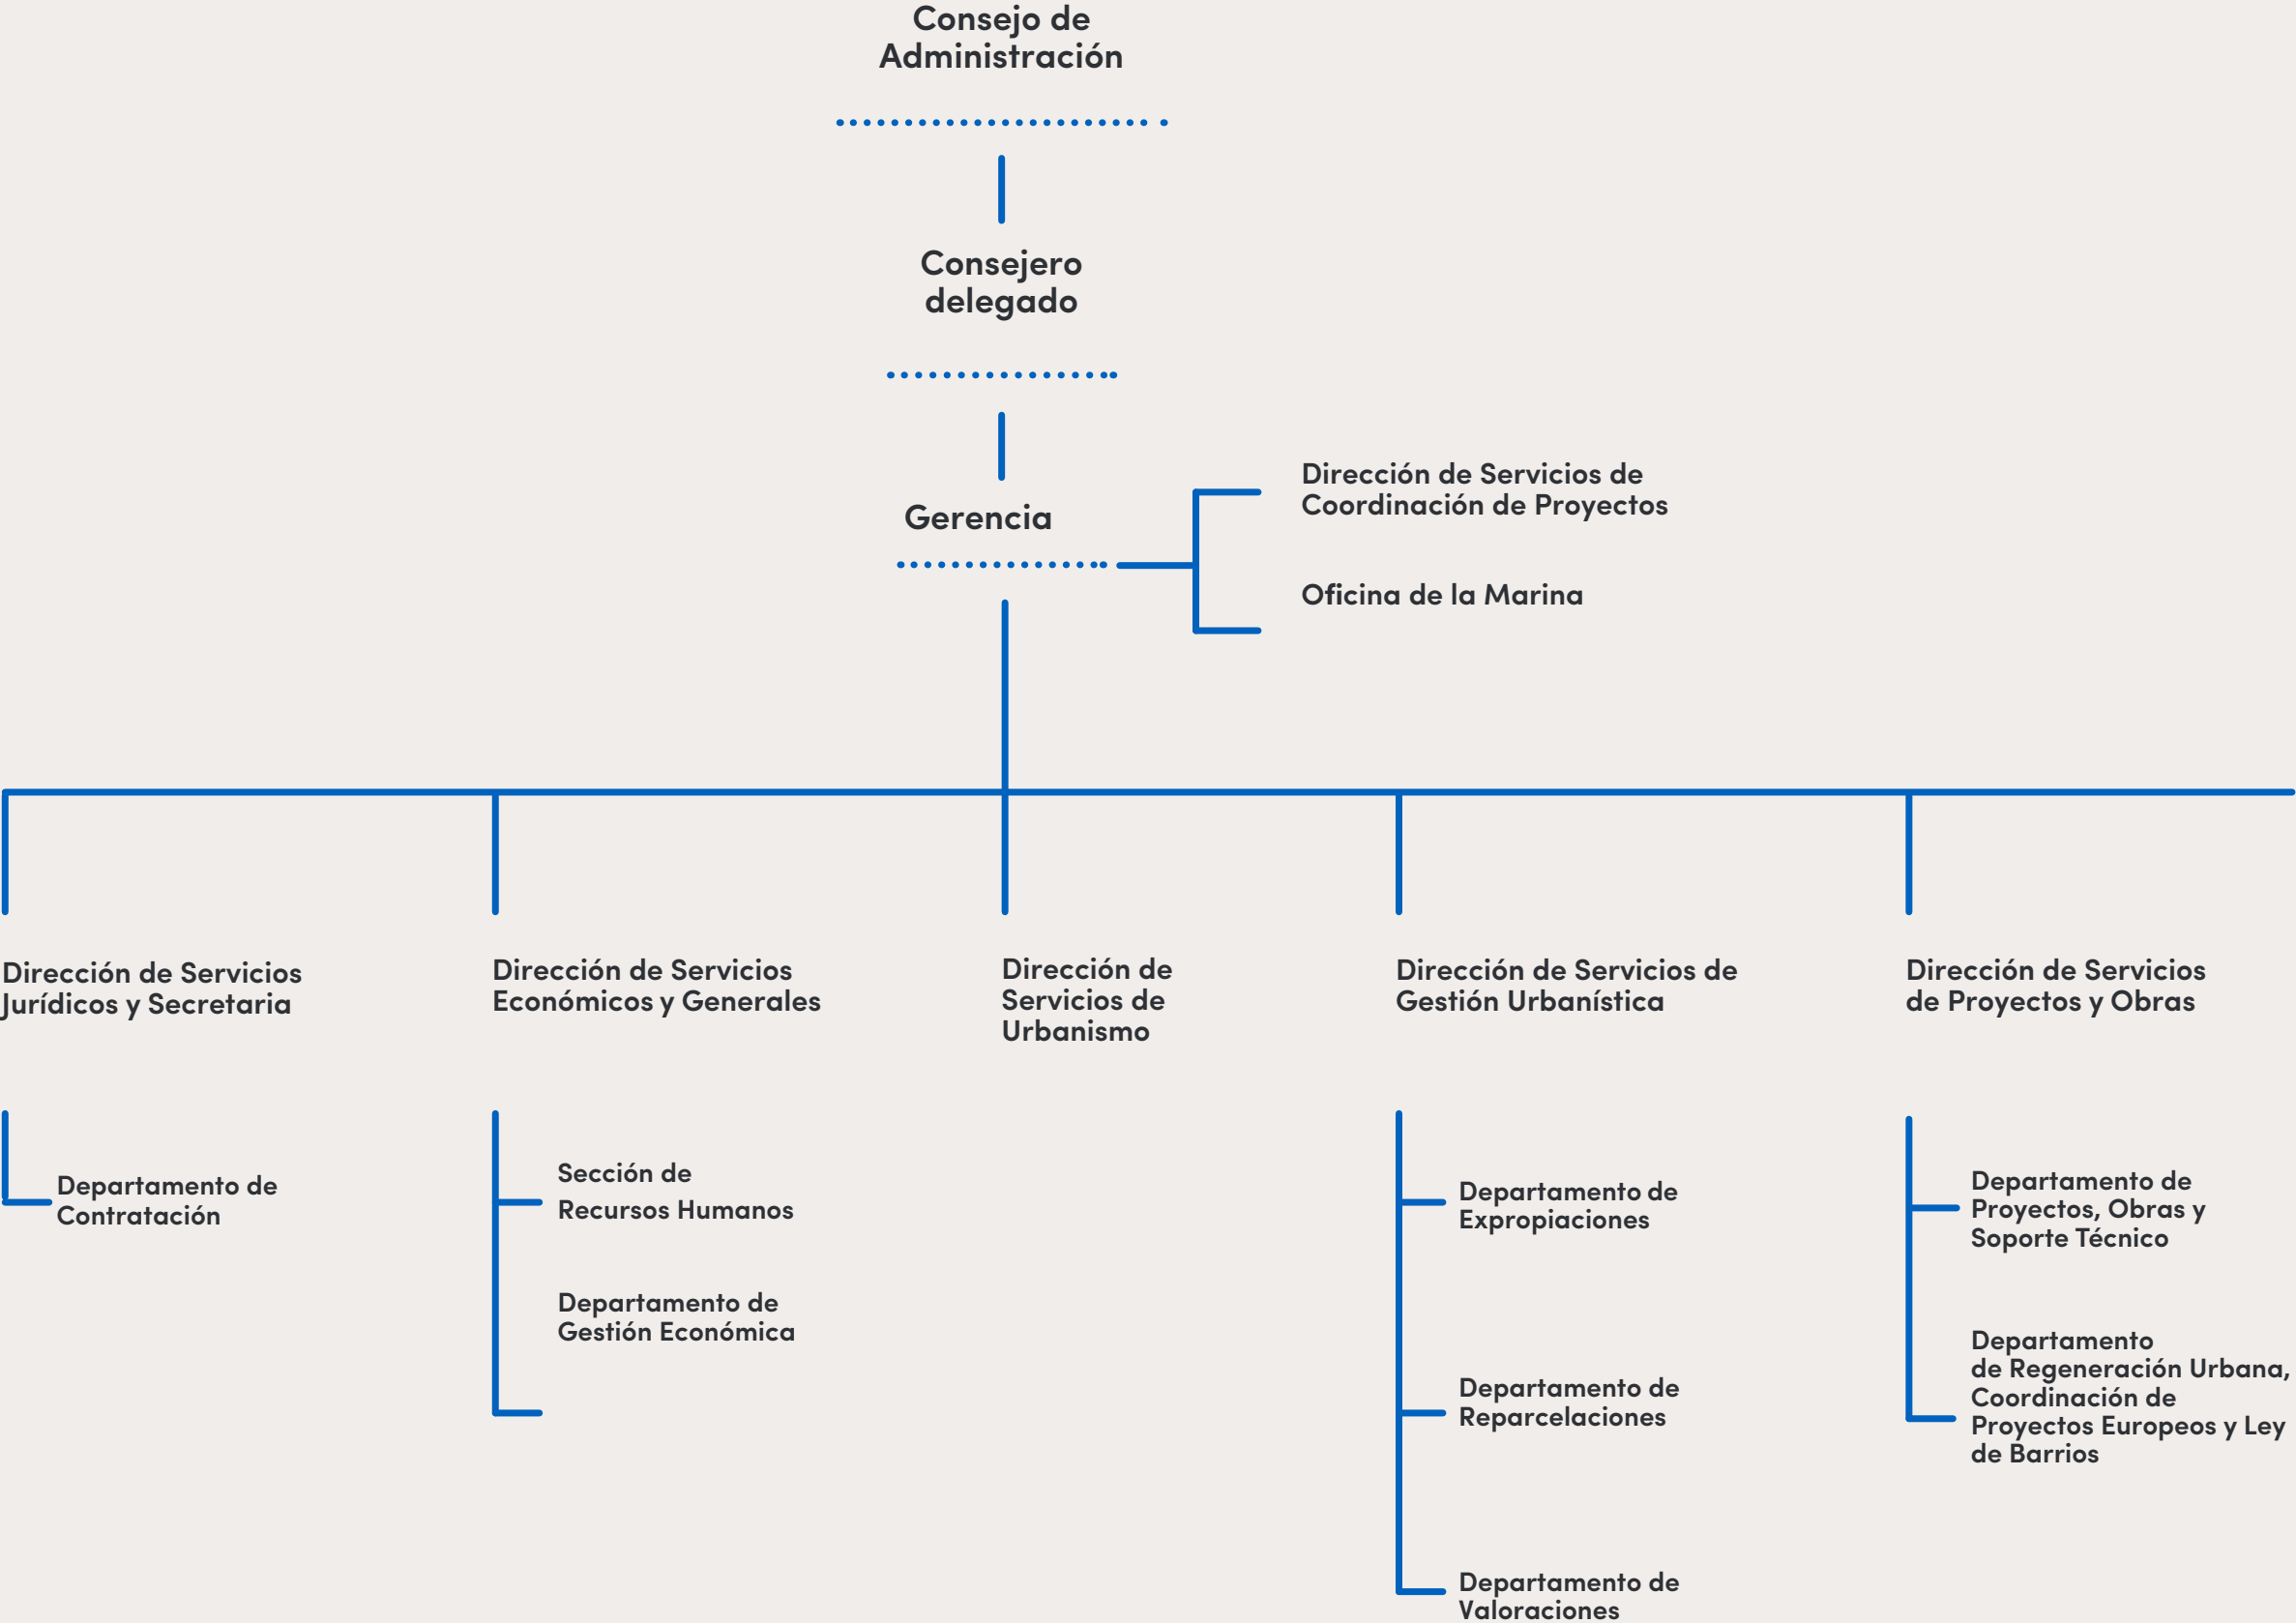 Consejo de
Administración
Consejero
delegado
Gerencia
Dirección de Servicios de
Coordinación de Proyectos
Oficina de la Marina
Dirección de Servicios
Jurídicos y Secretaria
Dirección de Servicios
Económicos y Generales
Dirección de
Servicios de
Urbanismo
Dirección de Servicios de
Gestión Urbanística
Dirección de Servicios
de Proyectos y Obras
Departamento de
Contratación
Sección de
Recursos Humanos
Departamento de
Gestión Económica
Departamento de
Expropiaciones
Departamento de
Reparcelaciones
Departamento de
Valoraciones
Departamento de
Proyectos, Obras y
Soporte Técnico
Departamento
de Regeneración Urbana,
Coordinación de
Proyectos Europeos y Ley
de Barrios